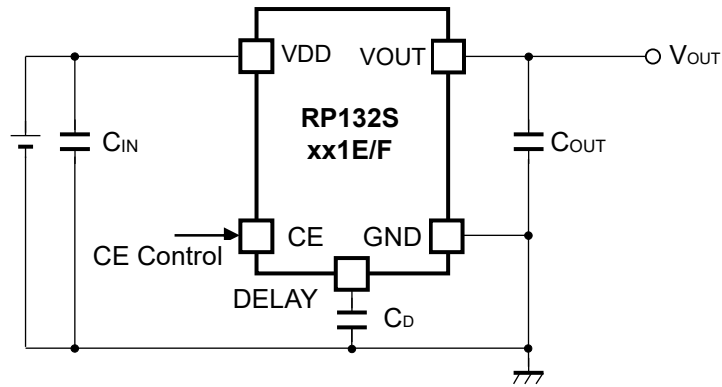 VDD
VOUT
VOUT
RP132S
xx1E/F
CIN
COUT
CE
GND
CE Control
DELAY
CD